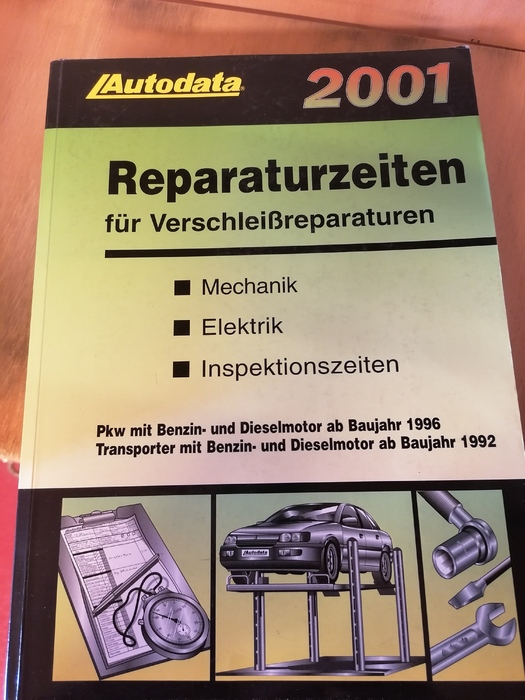 Autodata 2001
Reparaturzeiten
für Verschleißreparaturen
Mechanik
Elektrik
Inspektionszeiten
Pkw mit Benzin- und Dieselmotor ab Baujahr 1996
Transporter mit Benzin- und Dieselmotor ab Baujahr 1992
Autodata